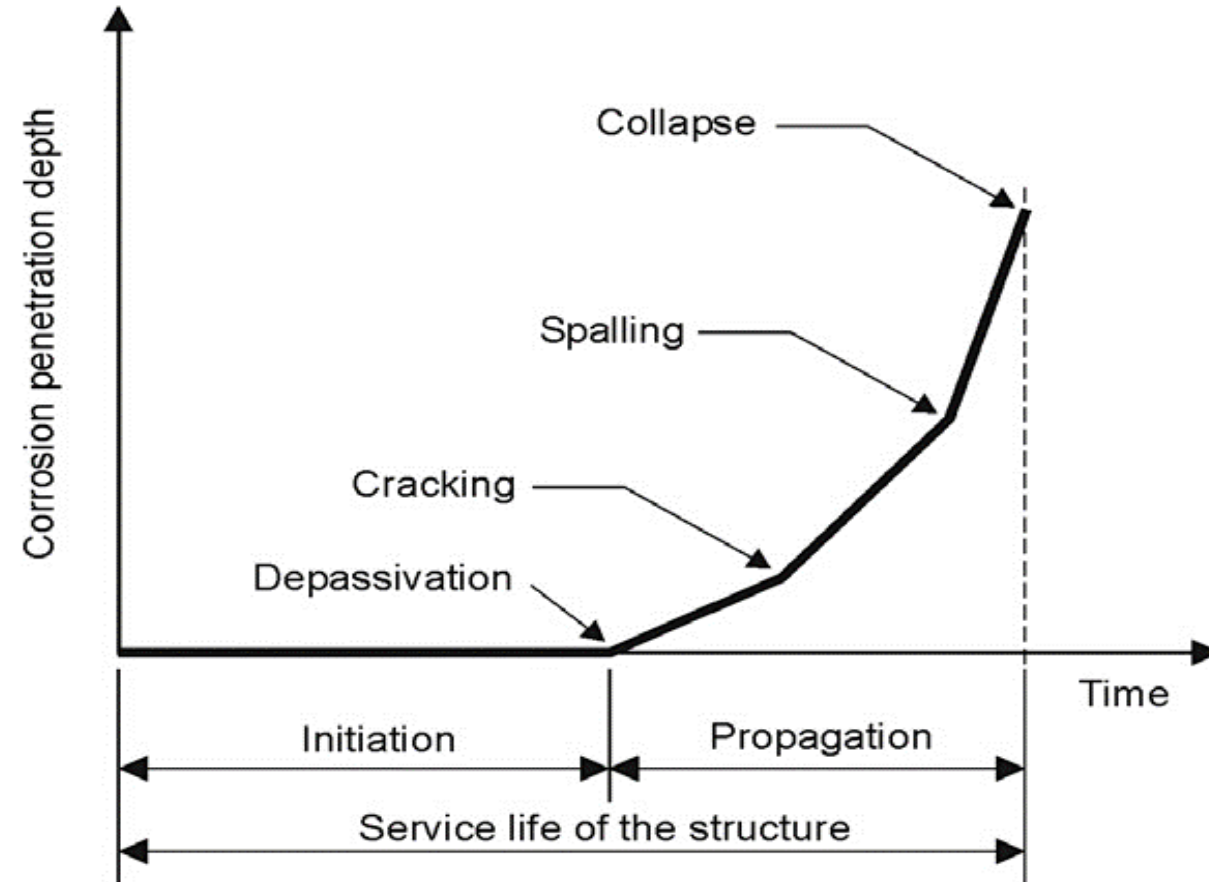 Corrosion penetration depth
Collapse
Spalling
Cracking
Depassivation
Time
Initiation
Propagation
Service life of the structure